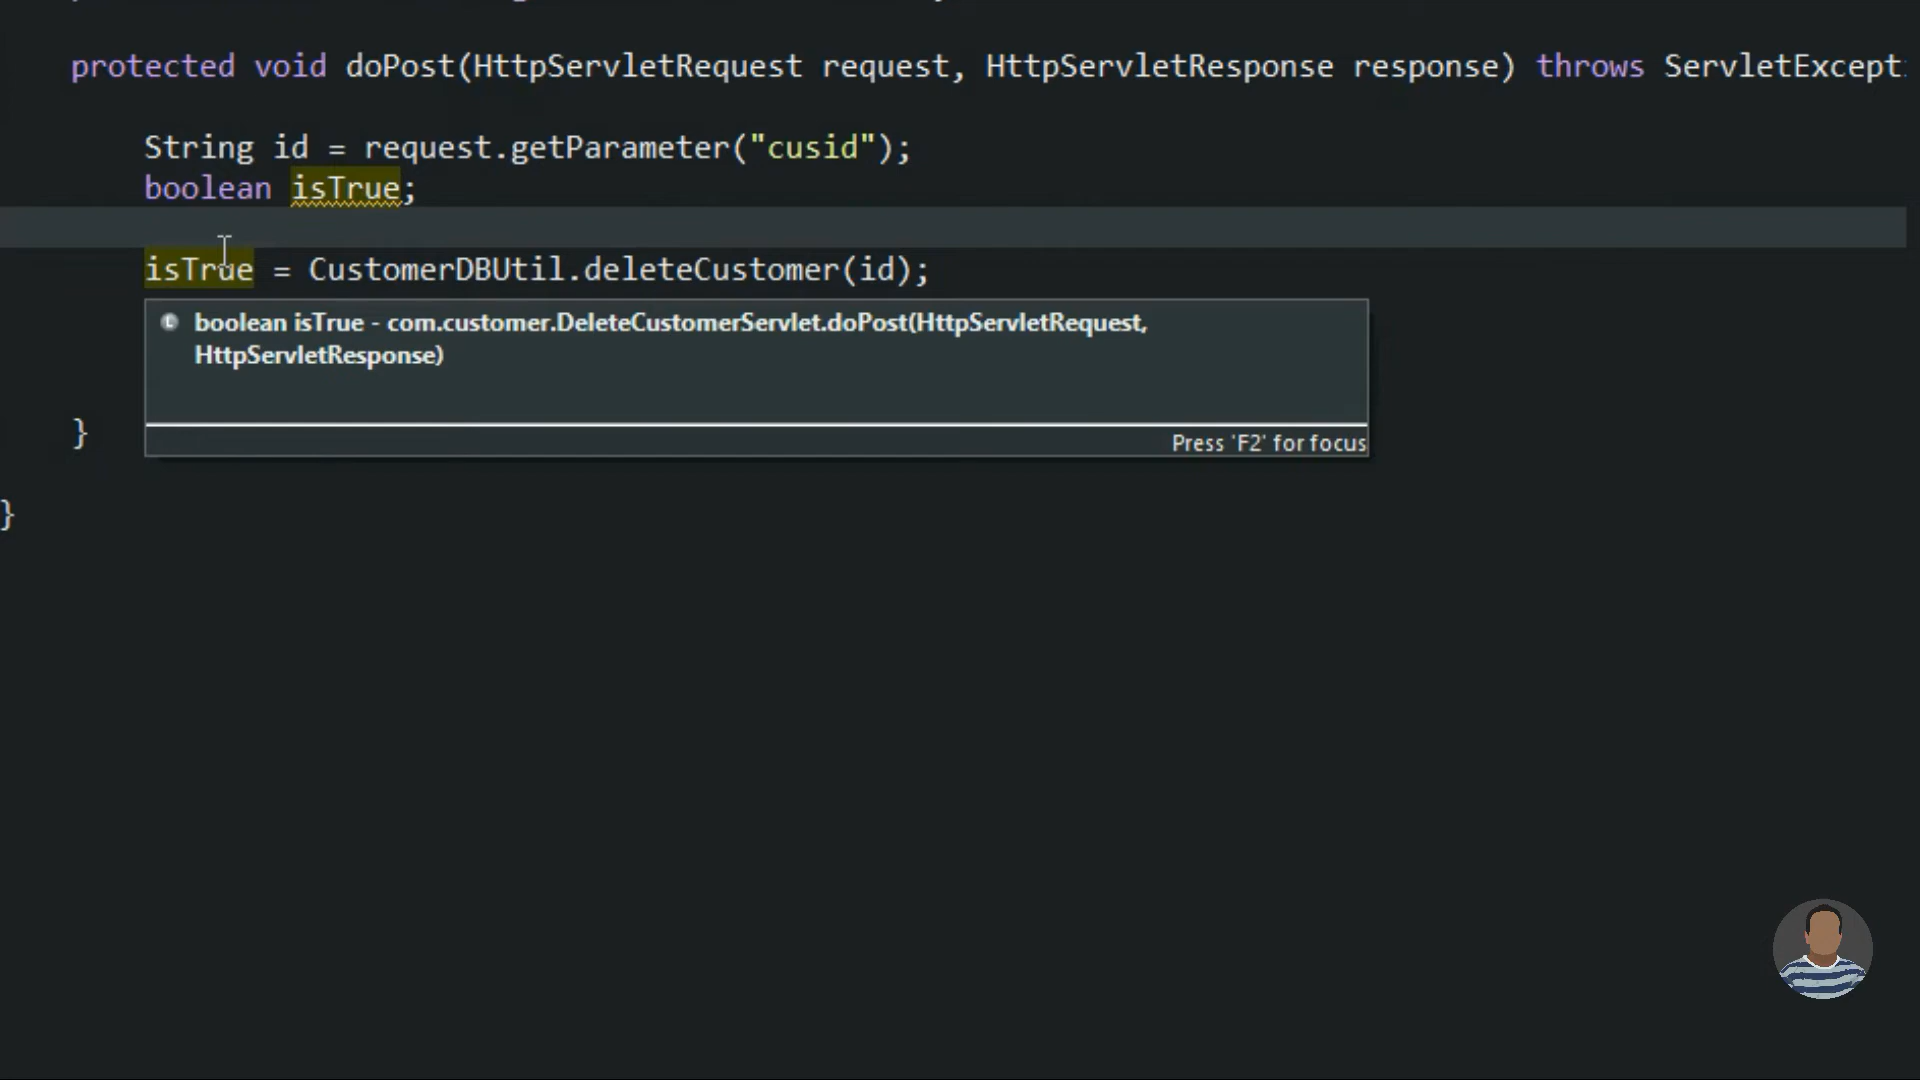 protected void doPost(HttpServletRequest request, HttpServletResponse response) throws ServletExcept
String id = request.getParameter("cusid");
boolean isTrue;
isTrue = CustomerDBUtil.deleteCustomer(id);
boolean isTrue - com.customer.DeleteCustomerServlet.doPost(HttpServletRequest,
HttpServletResponse)
Press 'F2' for focus
}
}